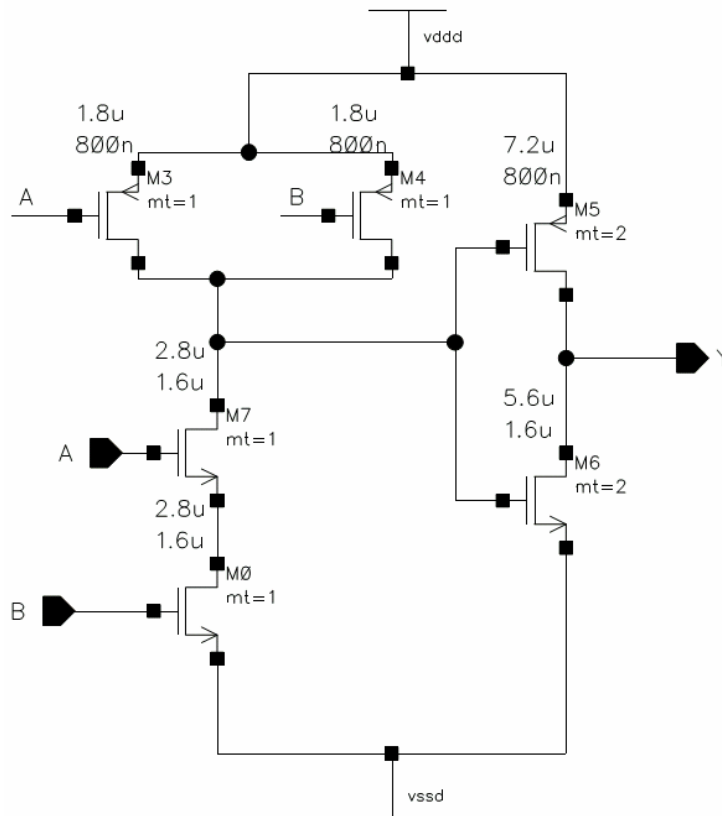 vddd
1.8u
800n
1.8u
800n
7.2u
800n
M3
mt=1
M4
mt=1
M5
mt=2
A
B
2.8u
1.6u
Y
M7
mt=1
A
5.6u
1.6u
M6
mt=2
2.8u
1.6u
M0
mt=1
B
vssd